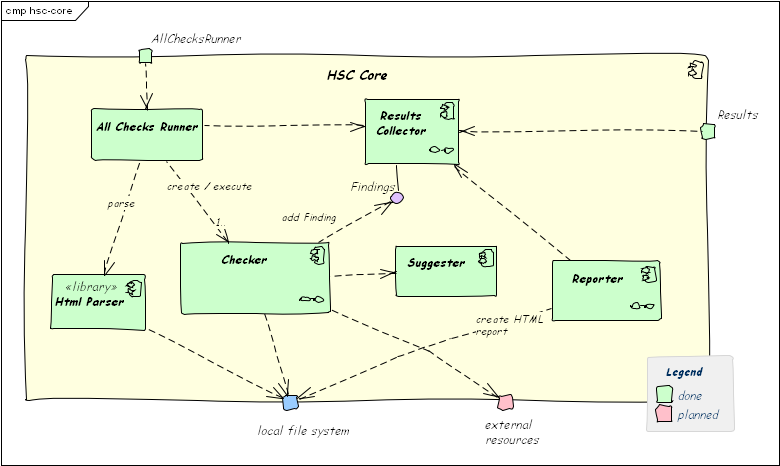 cmp hsc-core
AllChecksRunner
HSC Core
All Checks Runner
Results
Collector
Results
Findings
create / execute
parse
1..
add Finding
Checker
Suggester
Reporter
«library»
Html Parser
create HTML
report
Legend
done
planned
local file system
external
resources